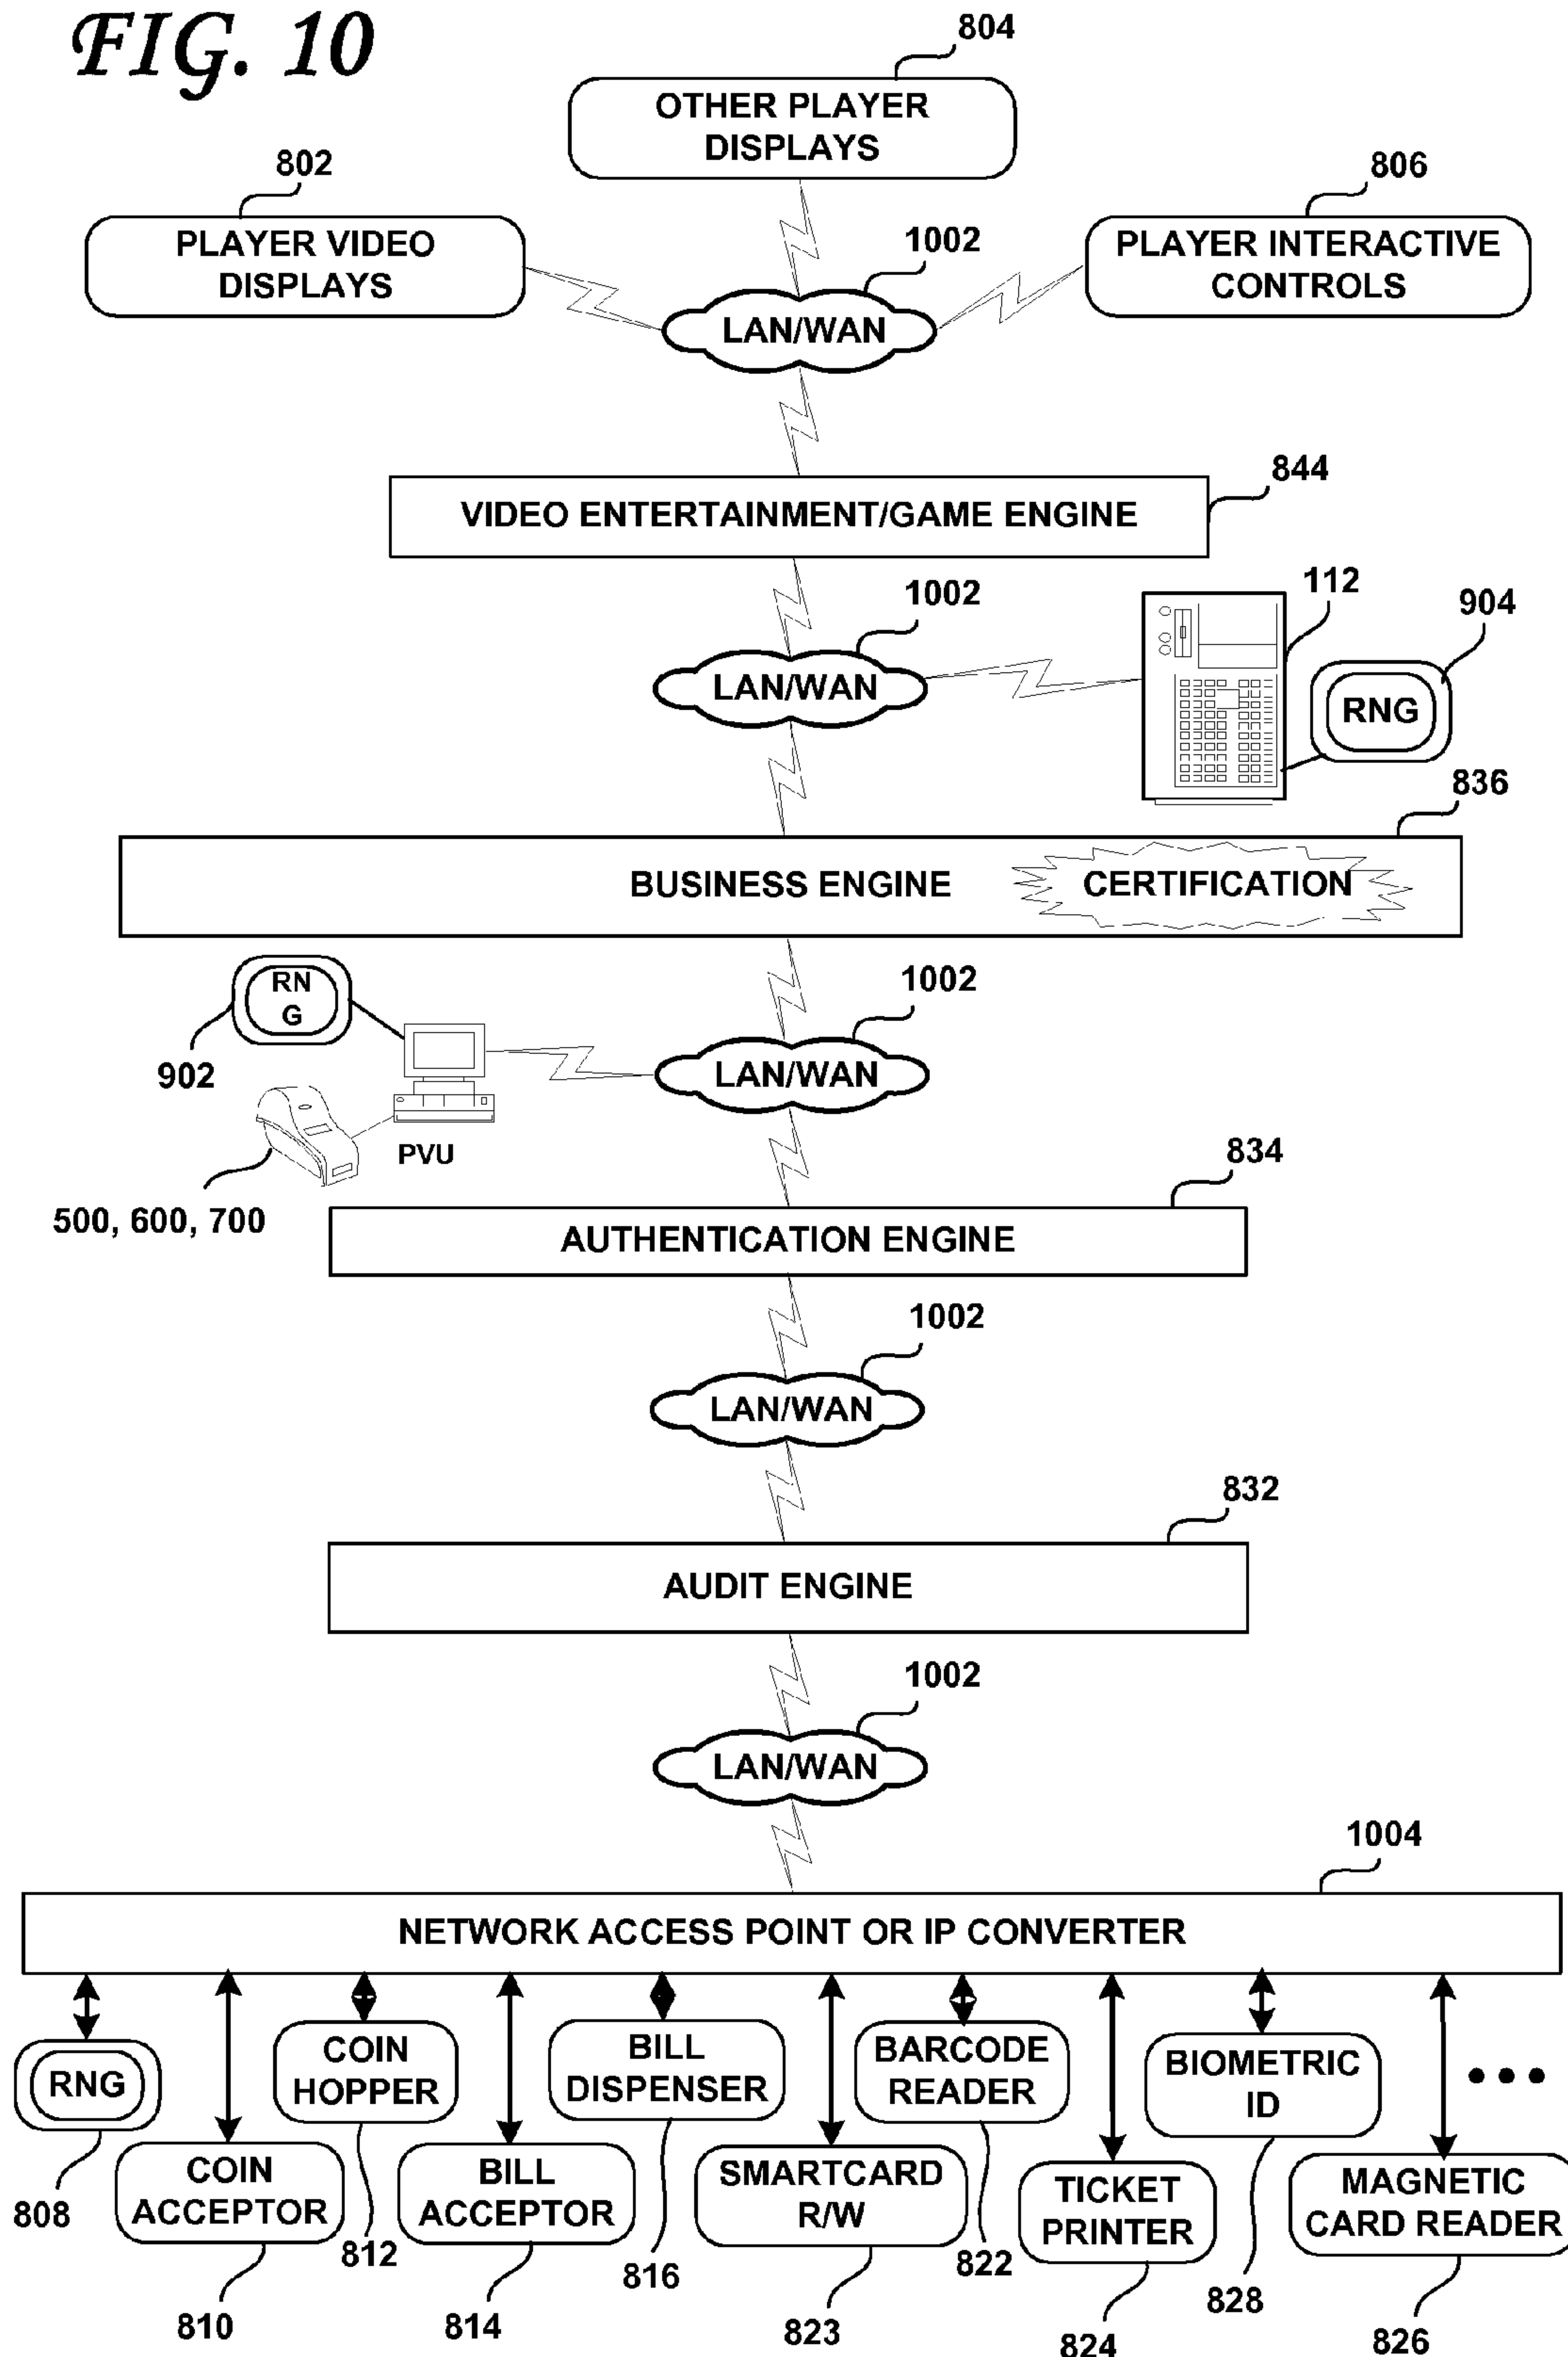 FIG. 10
804
OTHER PLAYER
DISPLAYS
802
806
PLAYER VIDEO
DISPLAYS
1002
PLAYER INTERACTIVE
CONTROLS
LAN/WAN
844
VIDEO ENTERTAINMENT/GAME ENGINE
1002
112
904
LAN/WAN
RNG
836
BUSINESS ENGINE
CERTIFICATION
RN
G
1002
902
LAN/WAN
PVU
500, 600, 700
834
AUTHENTICATION ENGINE
1002
LAN/WAN
832
AUDIT ENGINE
1002
LAN/WAN
1004
NETWORK ACCESS POINT OR IP CONVERTER
RNG
COIN
HOPPER
BILL
DISPENSER
BARCODE
READER
BIOMETRIC
ID
COIN
ACCEPTOR
BILL
ACCEPTOR
SMARTCARD
R/W
TICKET
PRINTER
MAGNETIC
CARD READER
808
812
816
822
828
810
814
823
824
826